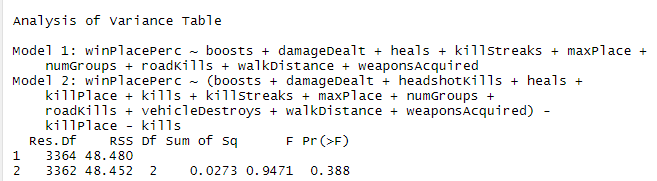 Analysis of Variance Table
Model 1: winPlacePerc ~ boosts + damageDealt + heals + killStreaks + maxPlace +
numGroups + roadKills + walkDistance + weaponsAcquired
Model 2: winPlacePerc ~ (boosts + damageDealt + headshotKills + heals +
killPlace + kills + killStreaks + maxPlace + numGroups +
roadKills + vehicleDestroys + walkDistance + weaponsAcquired) -
killPlace - kills
Res.Df RSS Df Sum of Sq F Pr(>F)
1 3364 48.480
2 3362 48.452 2 0.0273 0.9471 0.388